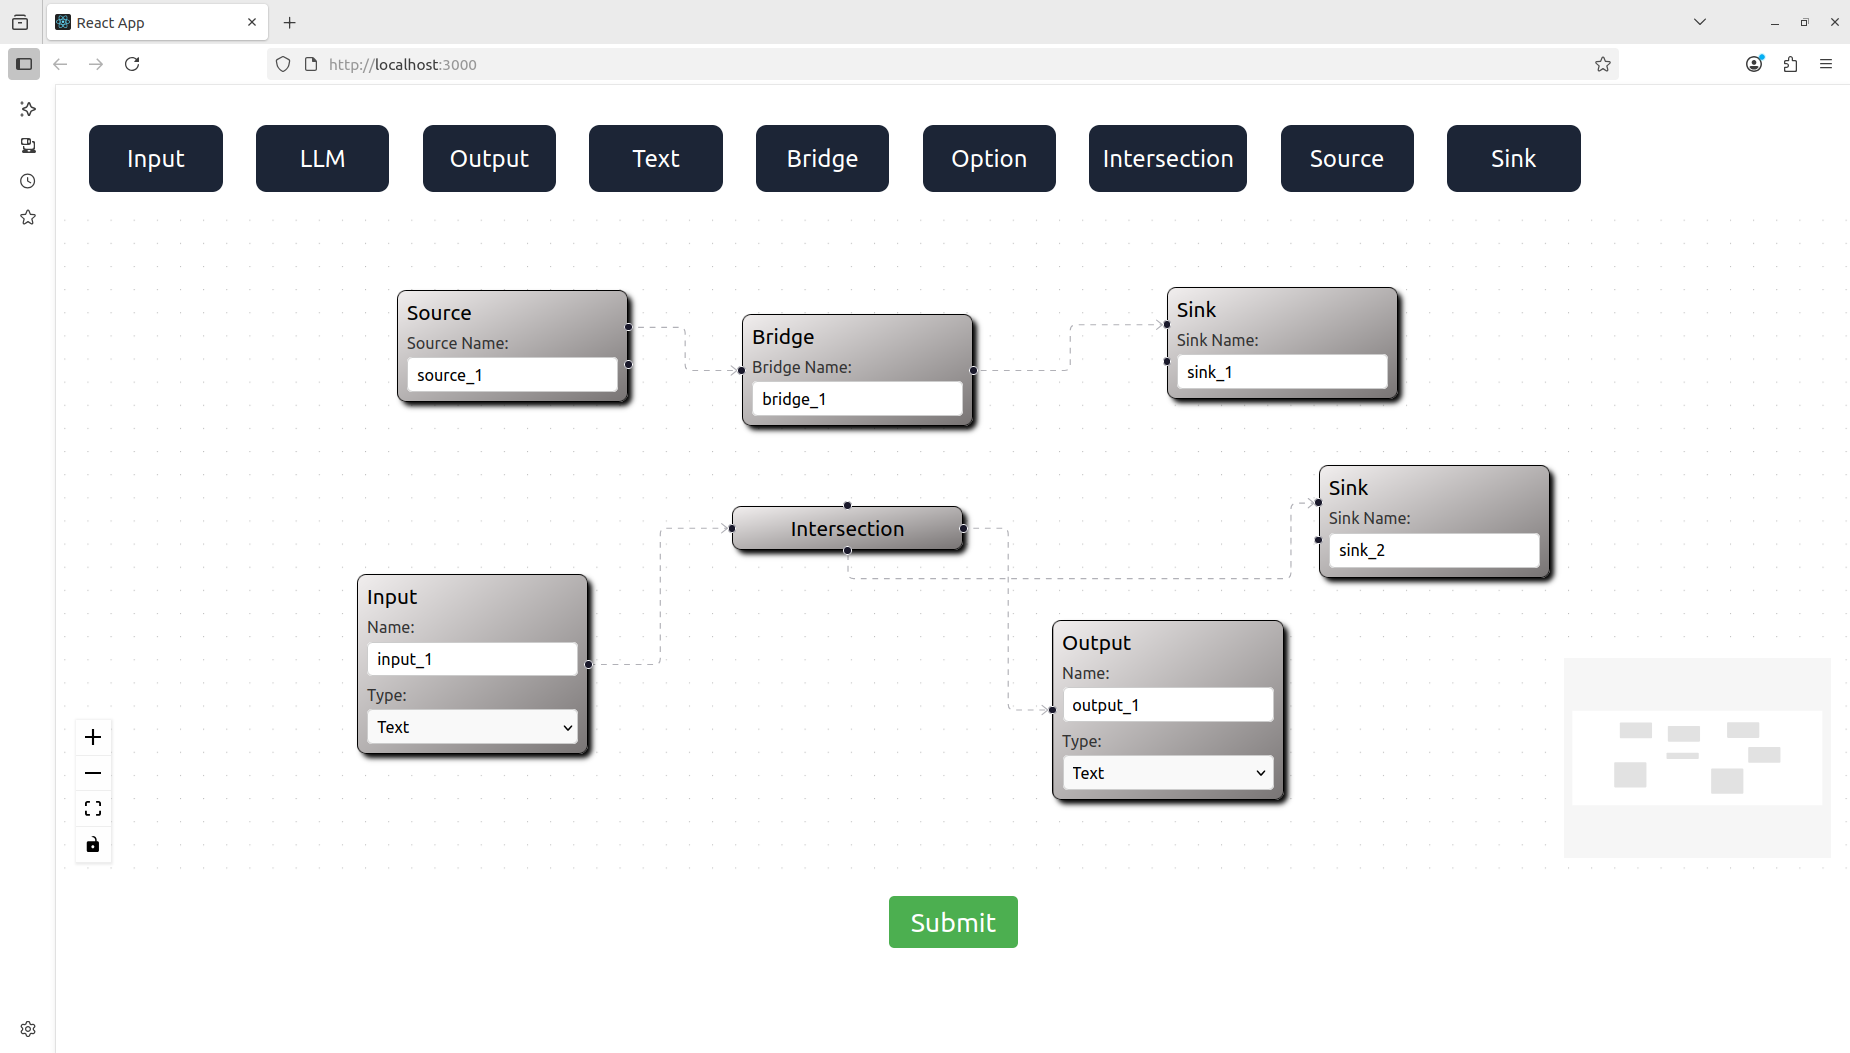 React App
http://localhost:3000
Input
LLM
Output
Text
Bridge
Option
Intersection
Source
Sink
Source
Source Name:
source_1
Bridge
Bridge Name:
bridge_1
Sink
Sink Name:
sink_1
Sink
Sink Name:
sink_2
Intersection
Input
Name:
input_1
Type:
Text
Output
Name:
output_1
Type:
Text
Submit